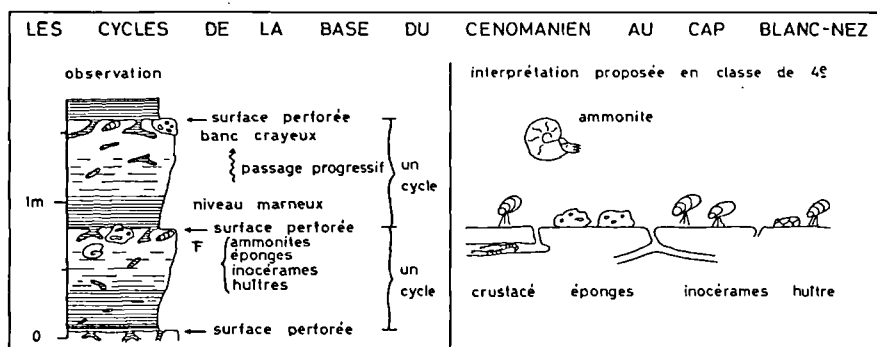 LES CYCLES DE LA BASE DU CENOMANIEN AU CAP BLANC-NEZ
observation
surface perforée
banc crayeux
passage progressif
un
cycle
1m
niveau marneux
surface perforée
F
ammonites
éponges
inocérames
huîtres
un
cycle
0
surface perforée
interprétation proposée en classe de 4e
ammonite
crustacé éponges inocérames huître